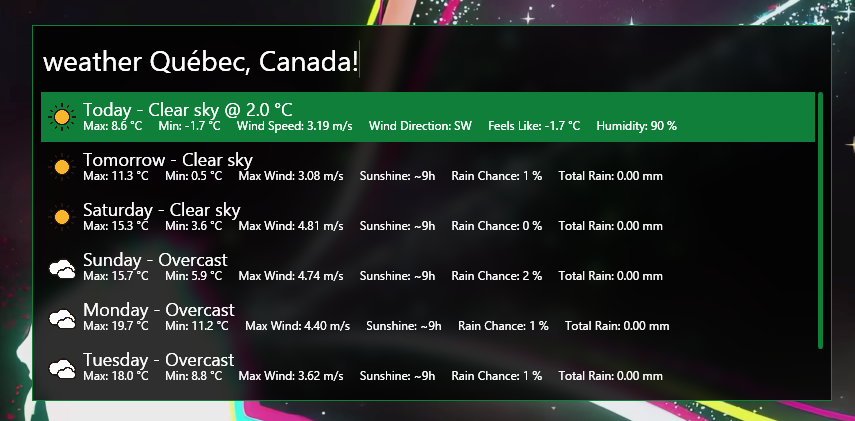 weather Québec, Canada!
Today - Clear sky @ 2.0 °C
Max: 8.6 °C Min: -1.7 °C Wind Speed: 3.19 m/s Wind Direction: SW Feels Like: -1.7 °C Humidity: 90 %
Tomorrow - Clear sky
Max: 11.3 °C Min: 0.5 °C Max Wind: 3.08 m/s Sunshine: ~9h Rain Chance: 1 % Total Rain: 0.00 mm
Saturday - Clear sky
Max: 15.3 °C Min: 3.6 °C Max Wind: 4.81 m/s Sunshine: ~9h Rain Chance: 0 % Total Rain: 0.00 mm
Sunday - Overcast
Max: 15.7 °C Min: 5.9 °C Max Wind: 4.74 m/s Sunshine: ~9h Rain Chance: 2 % Total Rain: 0.00 mm
Monday - Overcast
Max: 19.7 °C Min: 11.2 °C Max Wind: 4.40 m/s Sunshine: ~9h Rain Chance: 1 % Total Rain: 0.00 mm
Tuesday - Overcast
Max: 18.0 °C Min: 8.8 °C Max Wind: 3.62 m/s Sunshine: ~9h Rain Chance: 1 % Total Rain: 0.00 mm